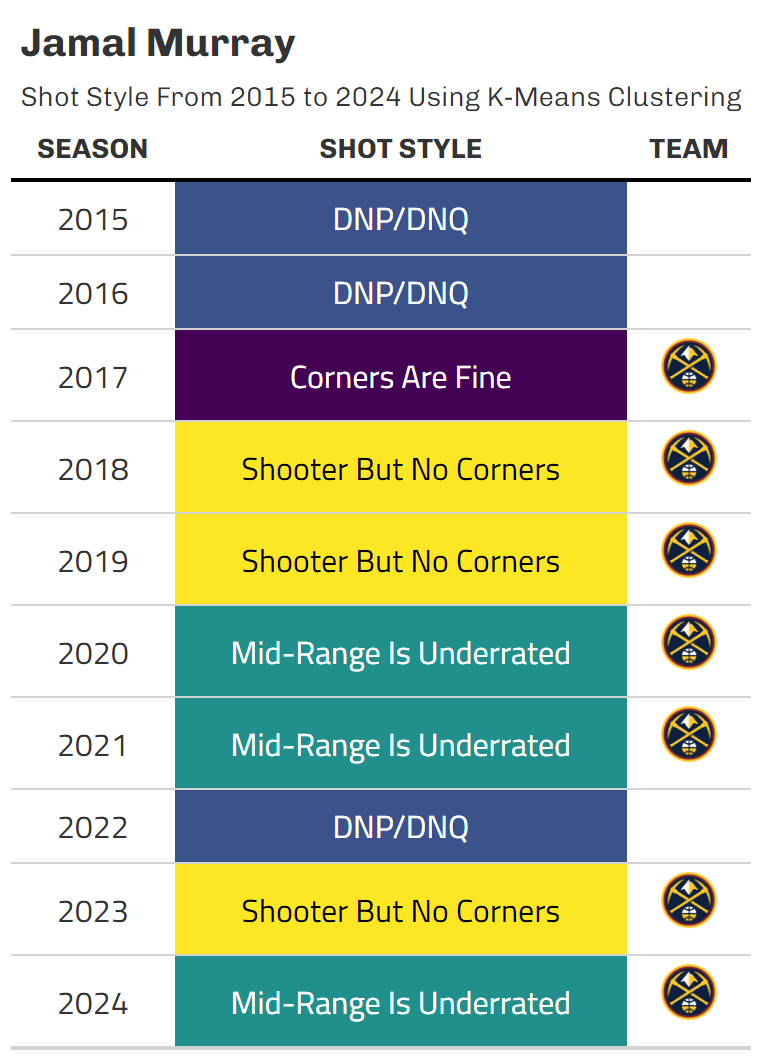 Jamal Murray
Shot Style From 2015 to 2024 Using K-Means Clustering
SEASON SHOT STYLE TEAM
2015 DNP/DNQ
2016 DNP/DNQ
2017 Corners Are Fine
2018 Shooter But No Corners
2019 Shooter But No Corners
2020 Mid-Range Is Underrated
2021 Mid-Range Is Underrated
2022 DNP/DNQ
2023 Shooter But No Corners
2024 Mid-Range Is Underrated